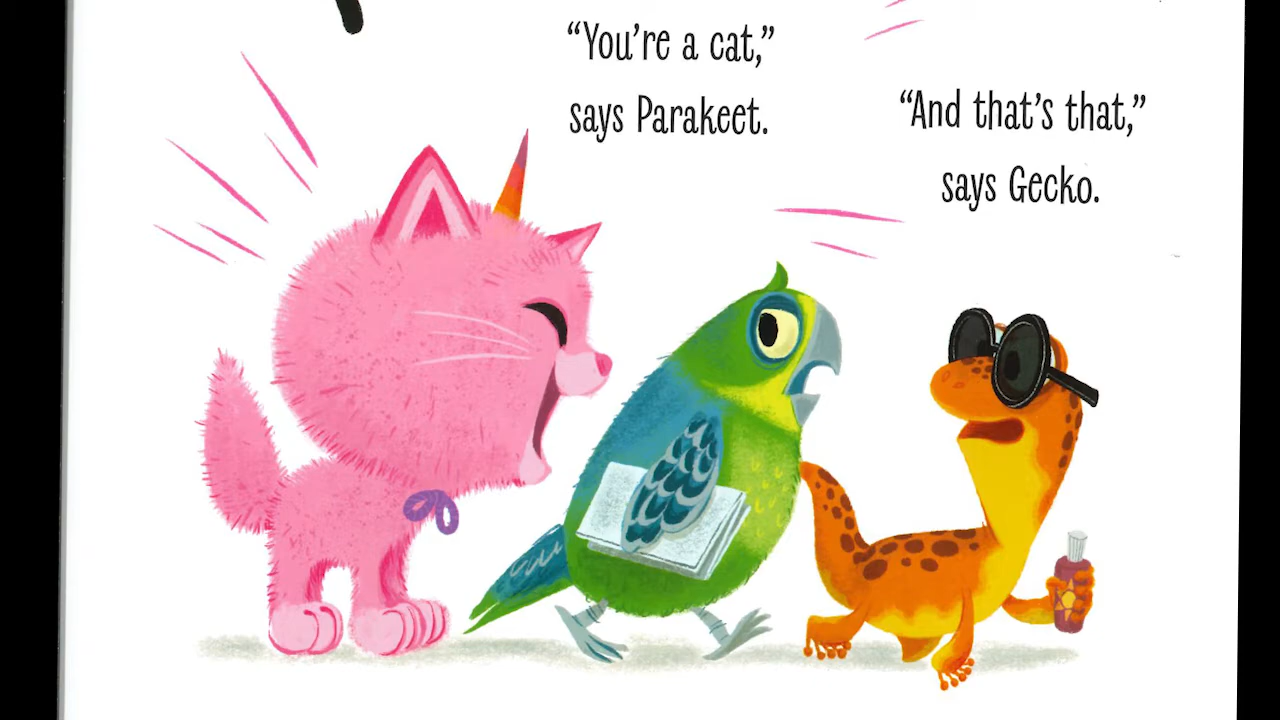 “You’re a cat,”
says Parakeet.
“And that’s that,”
says Gecko.